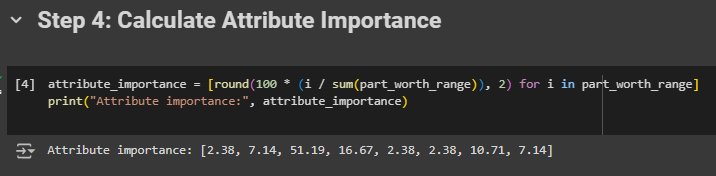 Step 4: Calculate Attribute Importance
[4] attribute_importance = [round(100 * (i / sum(part_worth_range)), 2) for i in part_worth_range]
print("Attribute importance:", attribute_importance)
Attribute importance: [2.38, 7.14, 51.19, 16.67, 2.38, 2.38, 10.71, 7.14]